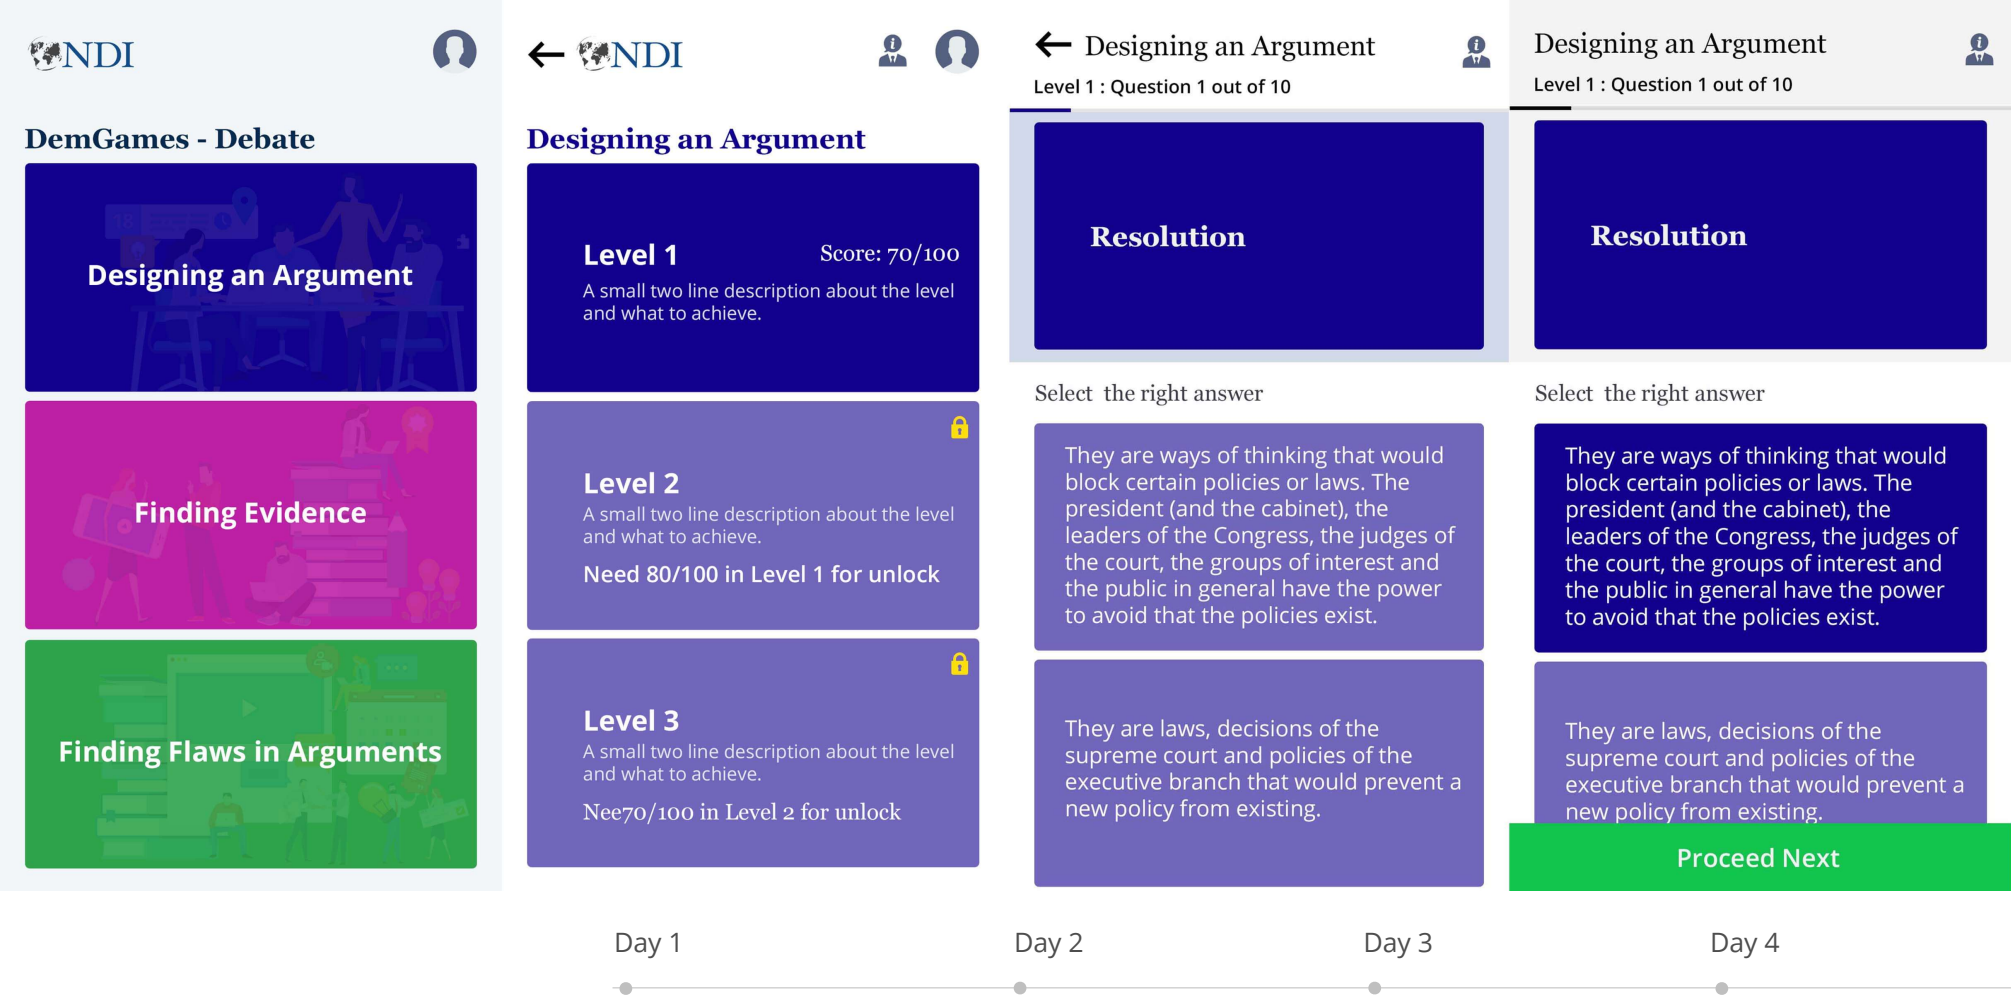 NDI
DemGames - Debate
18
Designing an Argument
Finding Evidence
Finding Flaws in Arguments
NDI
Designing an Argument
Level 1
Score: 70/100
A small two line description about the level
and what to achieve.
Level 2
A small two line description about the level
and what to achieve.
Need 80/100 in Level 1 for unlock
Level 3
A small two line description about the level
and what to achieve.
Nee70/100 in Level 2 for unlock
Designing an Argument
Level 1 : Question 1 out of 10
Resolution
Select the right answer
They are ways of thinking that would
block certain policies or laws. The
president (and the cabinet), the
leaders of the Congress, the judges of
the court, the groups of interest and
the public in general have the power
to avoid that the policies exist.
They are laws, decisions of the
supreme court and policies of the
executive branch that would prevent a
new policy from existing.
Designing an Argument
Level 1 : Question 1 out of 10
Resolution
Select the right answer
They are ways of thinking that would
block certain policies or laws. The
president (and the cabinet), the
leaders of the Congress, the judges of
the court, the groups of interest and
the public in general have the power
to avoid that the policies exist.
They are laws, decisions of the
supreme court and policies of the
executive branch that would prevent a
new policy from existing.
Proceed Next
Day 1
Day 2
Day 3
Day 4